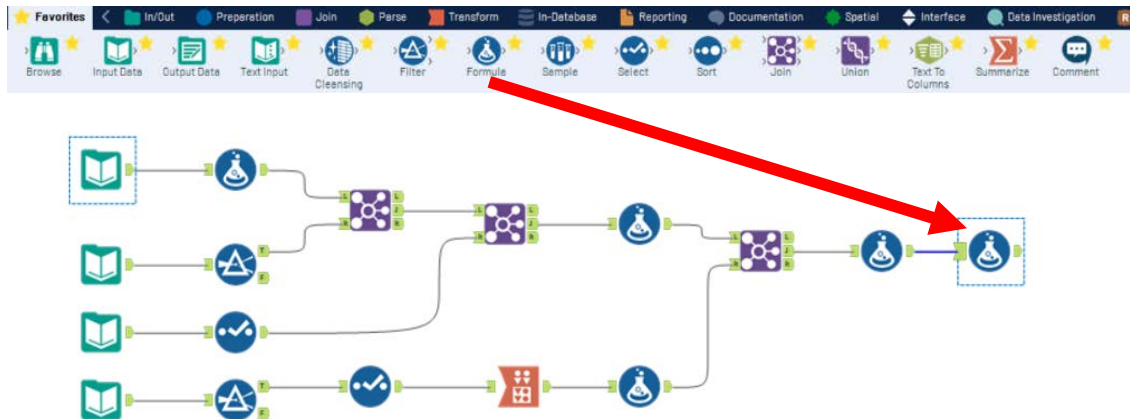 Favorites < In/Out Preparation Join Parse Transform In-Database Reporting Documentation Spatial Interface Data Investigation R
Browse Input Data Output Data Text Input Data Cleansing Filter Formula Sample Select Sort Join Union Text To Columns Summarize Comment
L L
J
R R
L L
J
R R
L L
J
R R
T
F
T
F